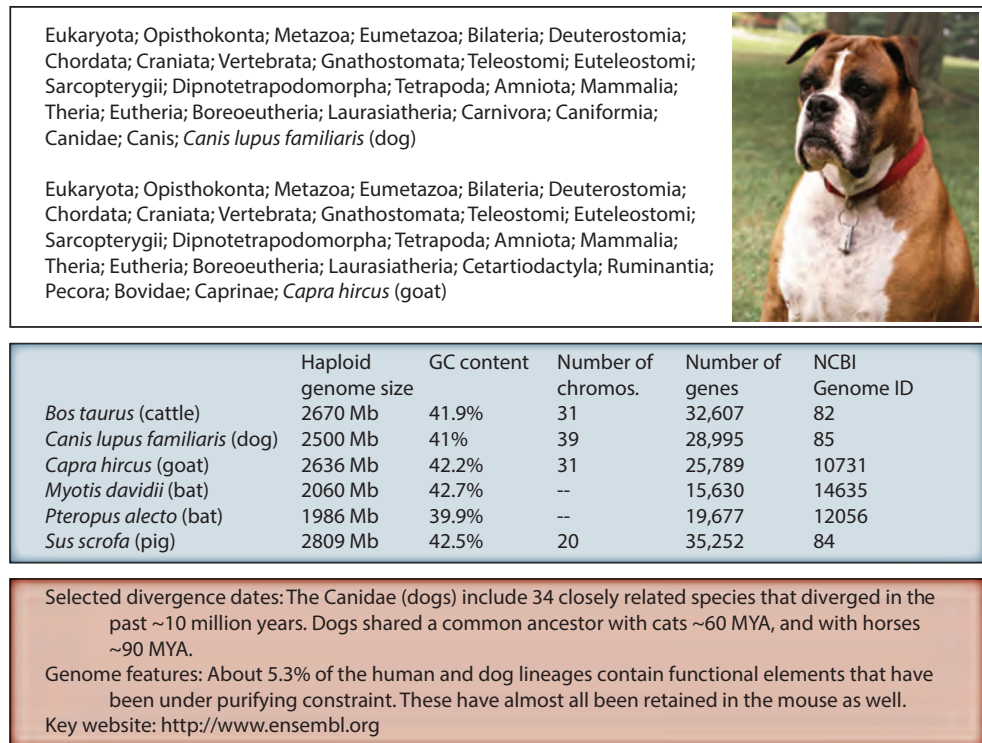 Eukaryota; Opisthokonta; Metazoa; Eumetazoa; Bilateria; Deuterostomia;
Chordata; Craniata; Vertebrata; Gnathostomata; Teleostomi; Euteleostomi;
Sarcopterygii; Dipnotetrapodomorpha; Tetrapoda; Amniota; Mammalia;
Theria; Eutheria; Boreoeutheria; Laurasiatheria; Carnivora; Caniformia;
Canidae; Canis; Canis lupus familiaris (dog)
Eukaryota; Opisthokonta; Metazoa; Eumetazoa; Bilateria; Deuterostomia;
Chordata; Craniata; Vertebrata; Gnathostomata; Teleostomi; Euteleostomi;
Sarcopterygii; Dipnotetrapodomorpha; Tetrapoda; Amniota; Mammalia;
Theria; Eutheria; Boreoeutheria; Laurasiatheria; Cetartiodactyla; Ruminantia;
Pecora; Bovidae; Caprinae; Capra hircus (goat)
Haploid GC content Number of Number of NCBI
genome size chromos. genes Genome ID
Bos taurus (cattle) 2670 Mb 41.9% 31 32,607 82
Canis lupus familiaris (dog) 2500 Mb 41% 39 28,995 85
Capra hircus (goat) 2636 Mb 42.2% 31 25,789 10731
Myotis davidii (bat) 2060 Mb 42.7% -- 15,630 14635
Pteropus alecto (bat) 1986 Mb 39.9% -- 19,677 12056
Sus scrofa (pig) 2809 Mb 42.5% 20 35,252 84
Selected divergence dates: The Canidae (dogs) include 34 closely related species that diverged in the
past ~10 million years. Dogs shared a common ancestor with cats ~60 MYA, and with horses
~90 MYA.
Genome features: About 5.3% of the human and dog lineages contain functional elements that have
been under purifying constraint. These have almost all been retained in the mouse as well.
Key website: http://www.ensembl.org